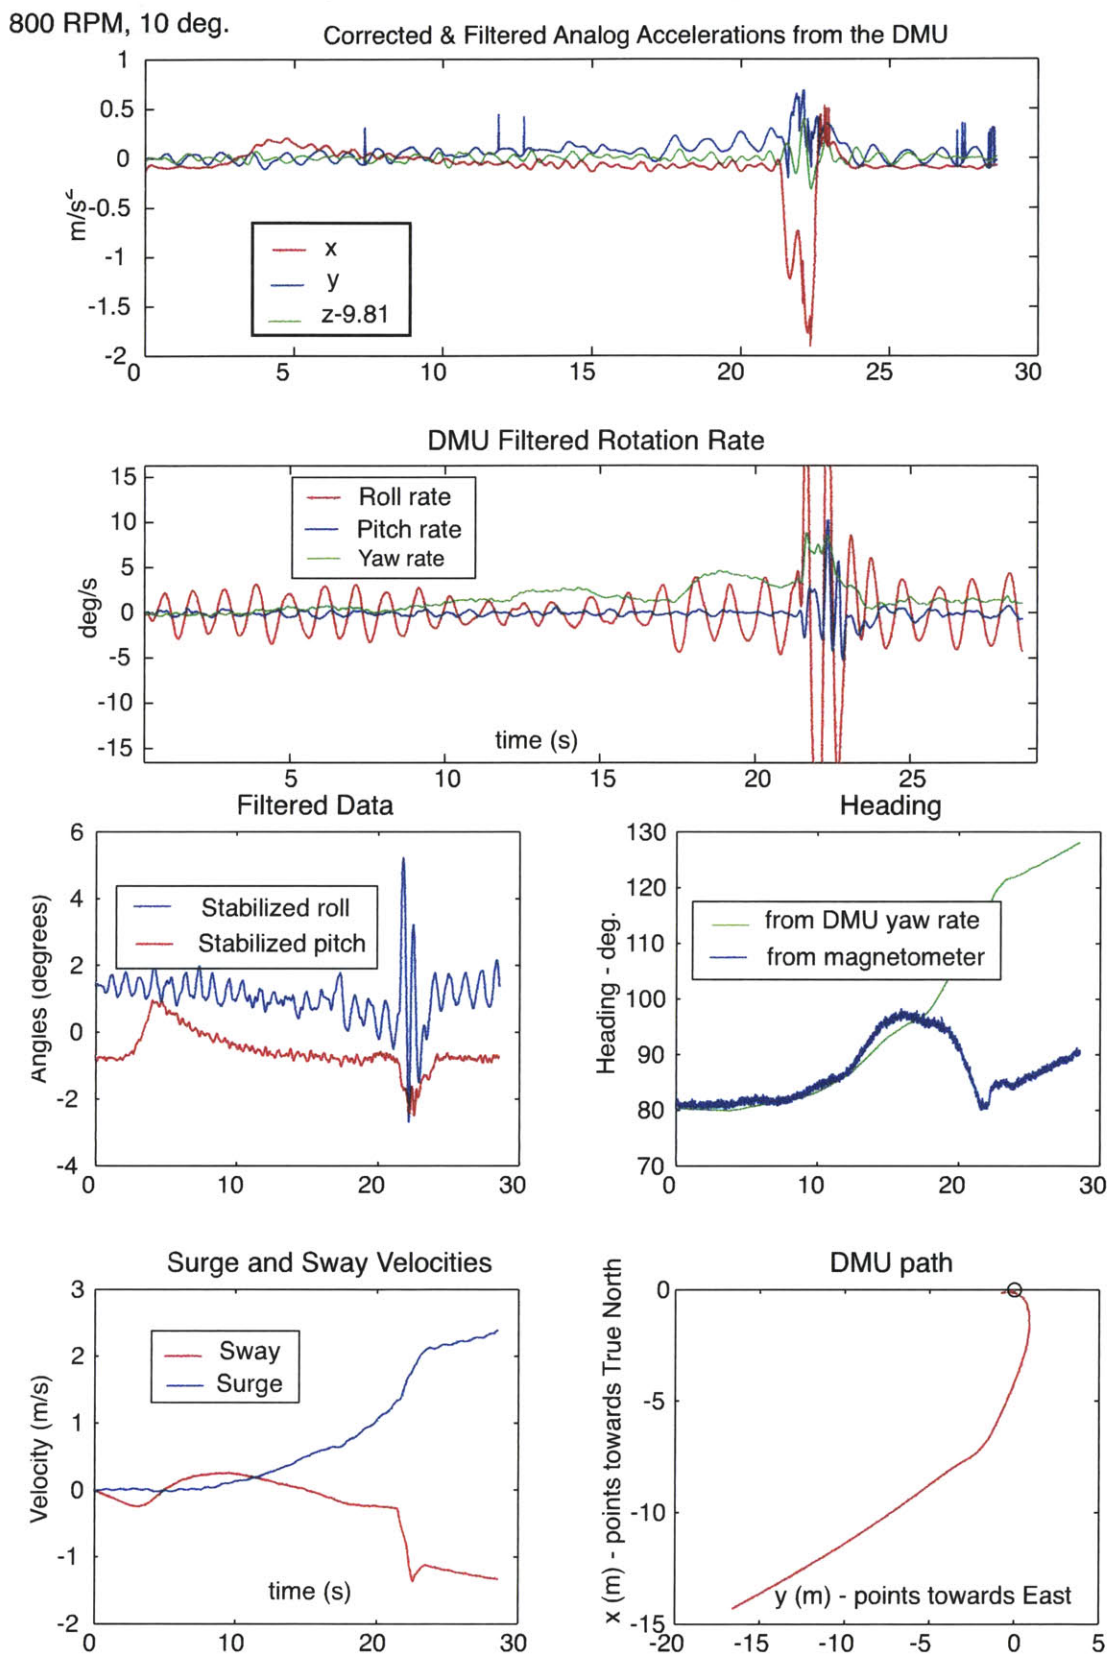 800 RPM, 10 deg.
Corrected & Filtered Analog Accelerations from the DMU
1
0.5
0
-0.5
-1
-1.5
-2
m/s²
x
y
z-9.81
0 5 10 15 20 25 30
DMU Filtered Rotation Rate
15
10
5
0
-5
-10
-15
deg/s
Roll rate
Pitch rate
Yaw rate
time (s)
5 10 15 20 25
Filtered Data
6
4
2
0
-2
-4
Angles (degrees)
Stabilized roll
Stabilized pitch
0 10 20 30
Heading
130
120
110
100
90
80
70
Heading - deg.
from DMU yaw rate
from magnetometer
0 10 20 30
Surge and Sway Velocities
3
2
1
0
-1
-2
Velocity (m/s)
Sway
Surge
time (s)
0 10 20 30
DMU path
0
-5
-10
-15
x (m) - points towards True North
y (m) - points towards East
-20 -15 -10 -5 0 5